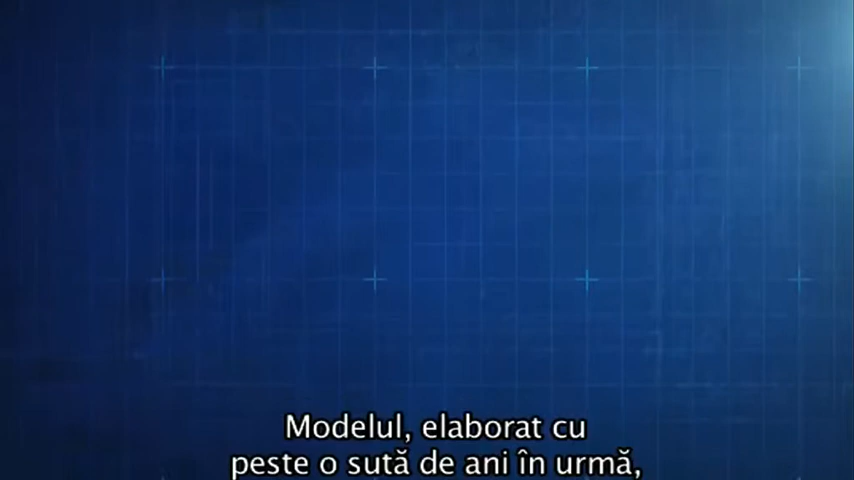 Modelul, elaborat cu
peste o sută de ani în urmă,